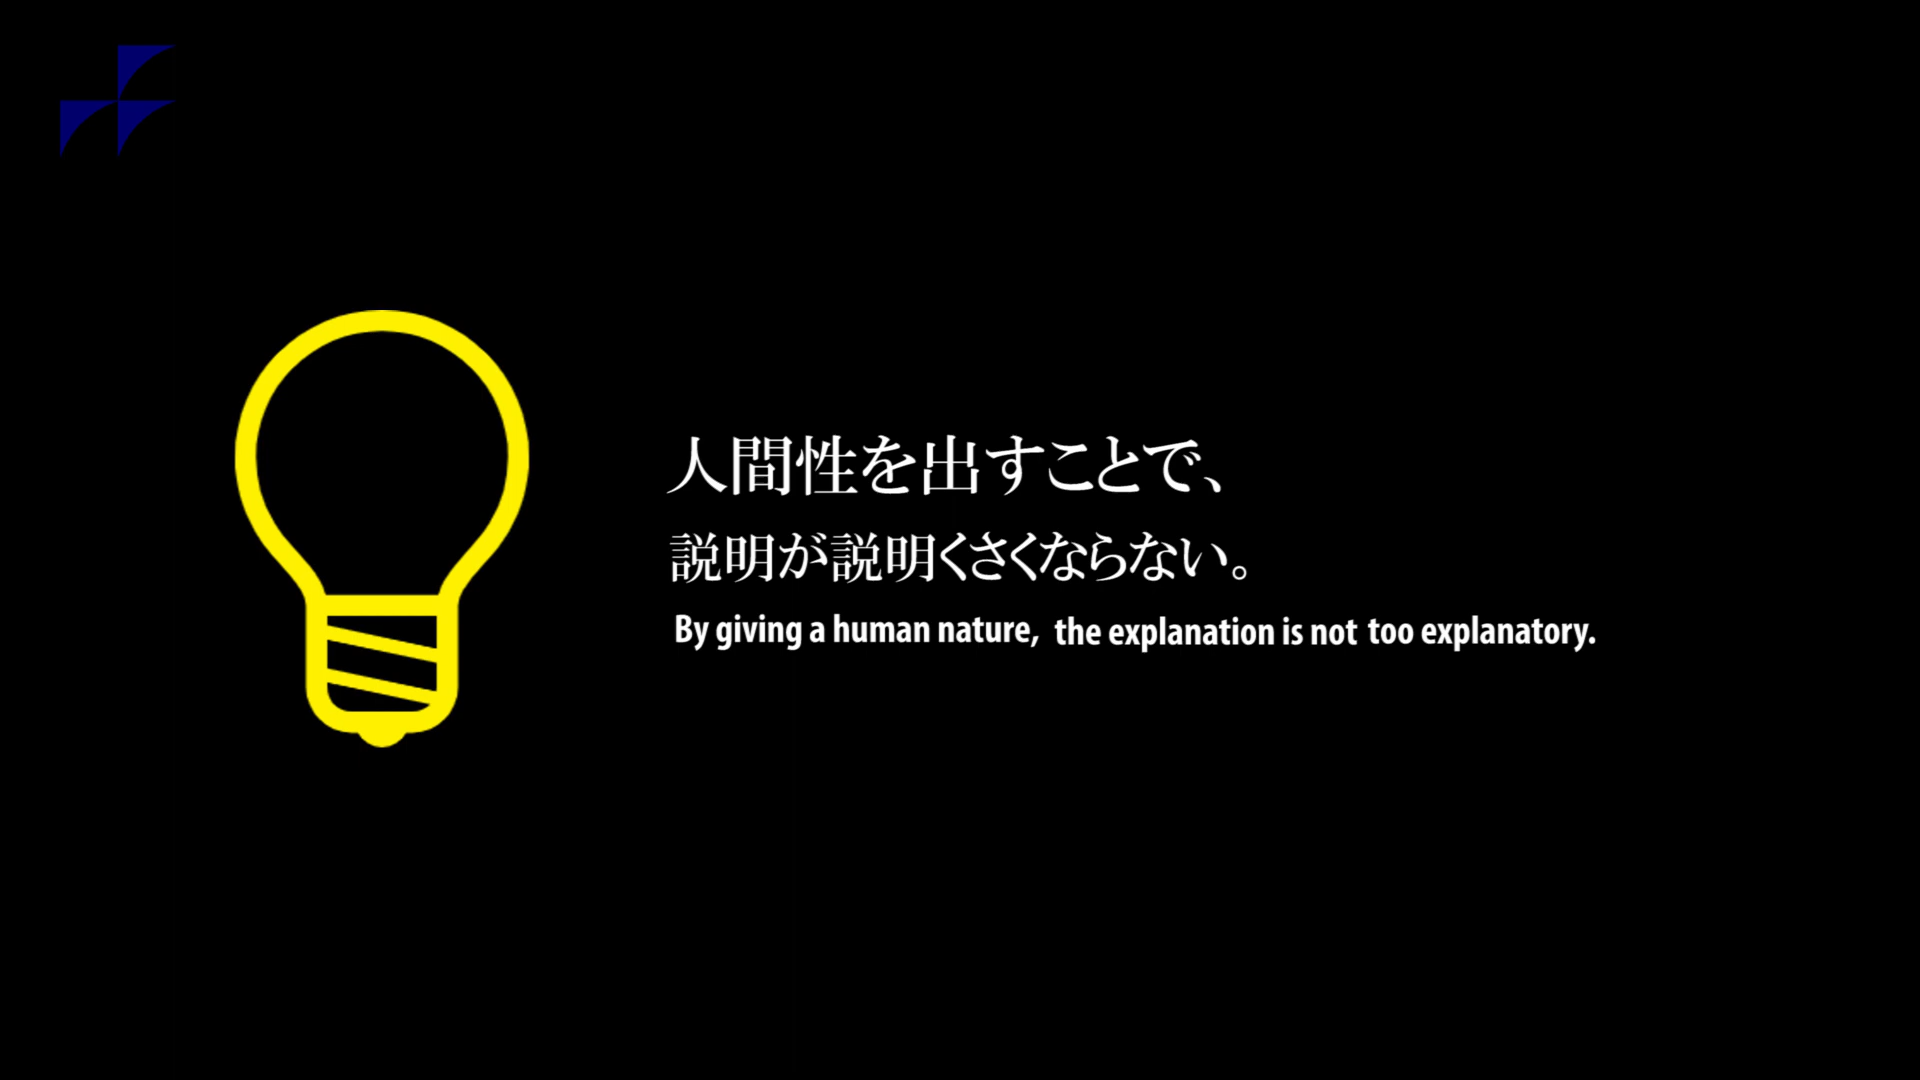 人間性を出すことで、
説明が説明くさくならない。
By giving a human nature, the explanation is not too explanatory.